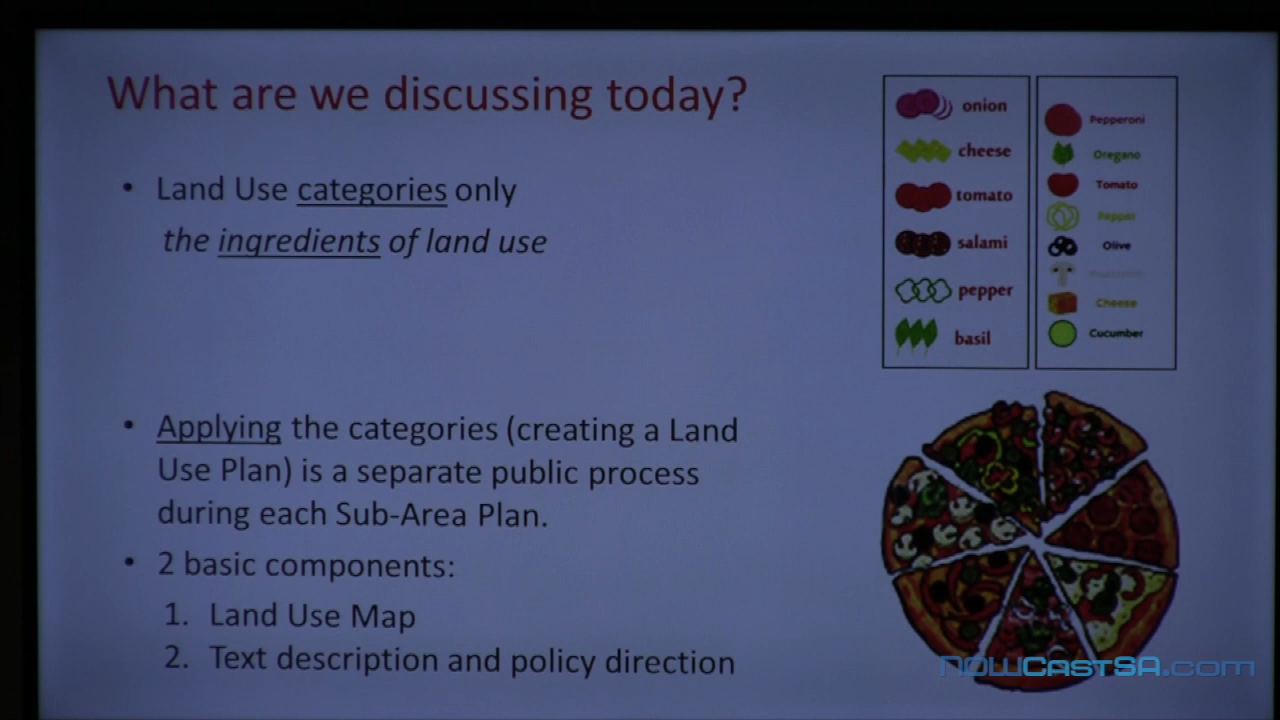 What are we discussing today?
• Land Use categories only
the ingredients of land use
• Applying the categories (creating a Land
Use Plan) is a separate public process
during each Sub-Area Plan.
• 2 basic components:
1. Land Use Map
2. Text description and policy direction
onion
cheese
tomato
salami
pepper
basil
Pepperoni
Oregano
Tomato
Pepper
Olive
Cheese
Cucumber
NOWCastSA.com